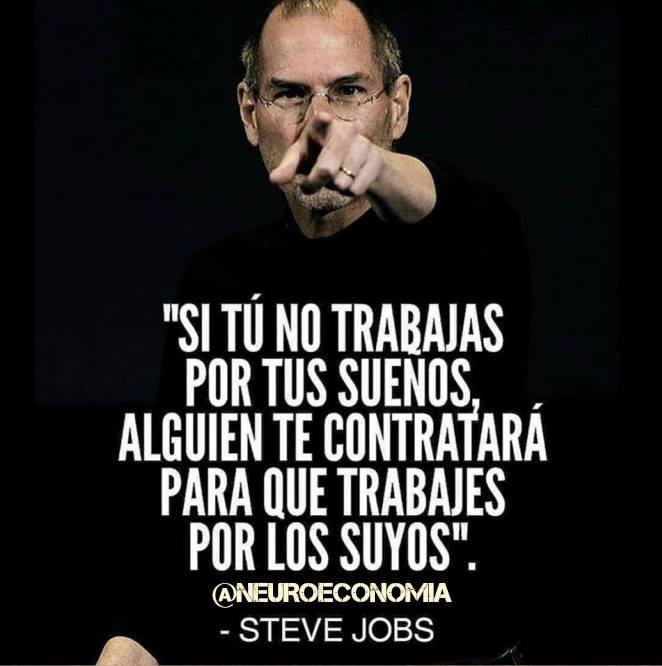 "SI TÚ NO TRABAJAS
POR TUS SUEÑOS,
ALGUIEN TE CONTRATARÁ
PARA QUE TRABAJES
POR LOS SUYOS".
@NEUROECONOMIA
- STEVE JOBS